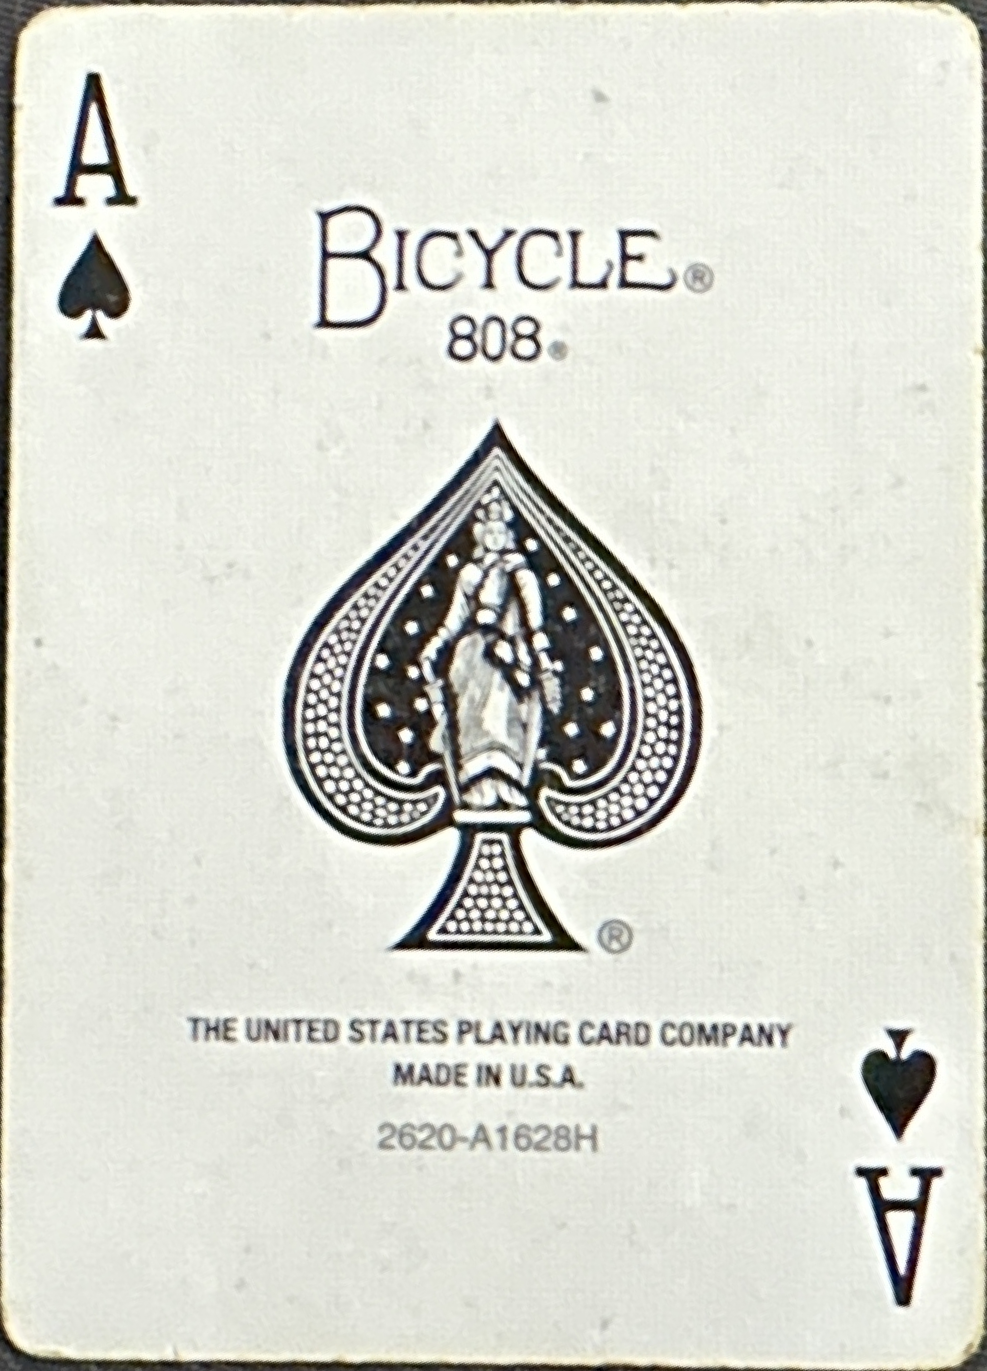 A
BICYCLE®
808®
®
THE UNITED STATES PLAYING CARD COMPANY
MADE IN U.S.A.
2620-A1628H
A